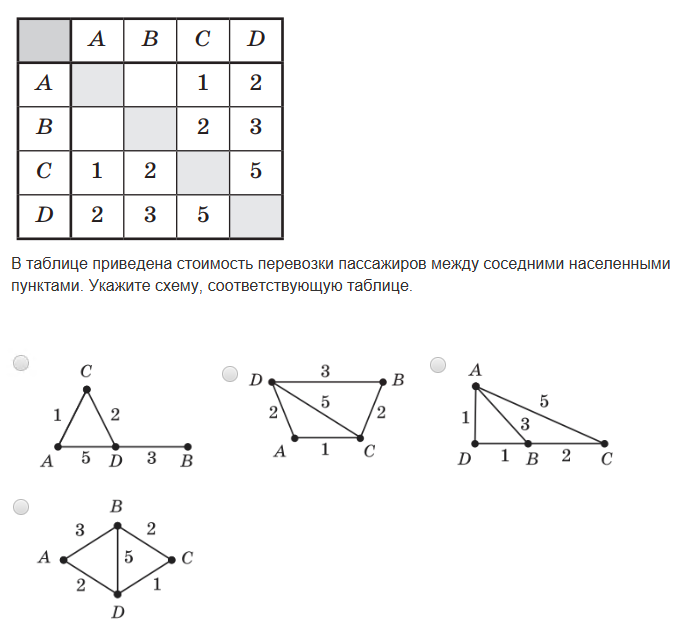 A B C D
A 1 2
B 2 3
C 1 2 5
D 2 3 5
В таблице приведена стоимость перевозки пассажиров между соседними населенными
пунктами. Укажите схему, соответствующую таблице.
C
1 2
A 5 D 3 B
D 3 B
2 5 2
A 1 C
A
1 3 5
D 1 B 2 C
B
3 2
A 5 C
2 1
D